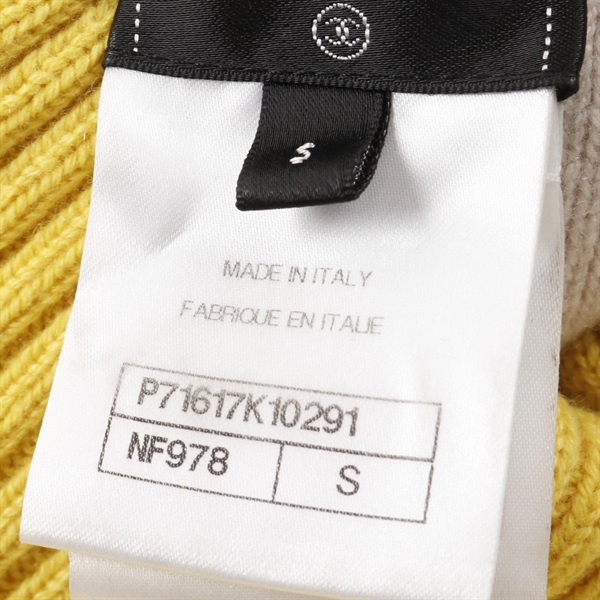 S
MADE IN ITALY
FABRIQUE EN ITALIE
P71617K10291
NF978 S